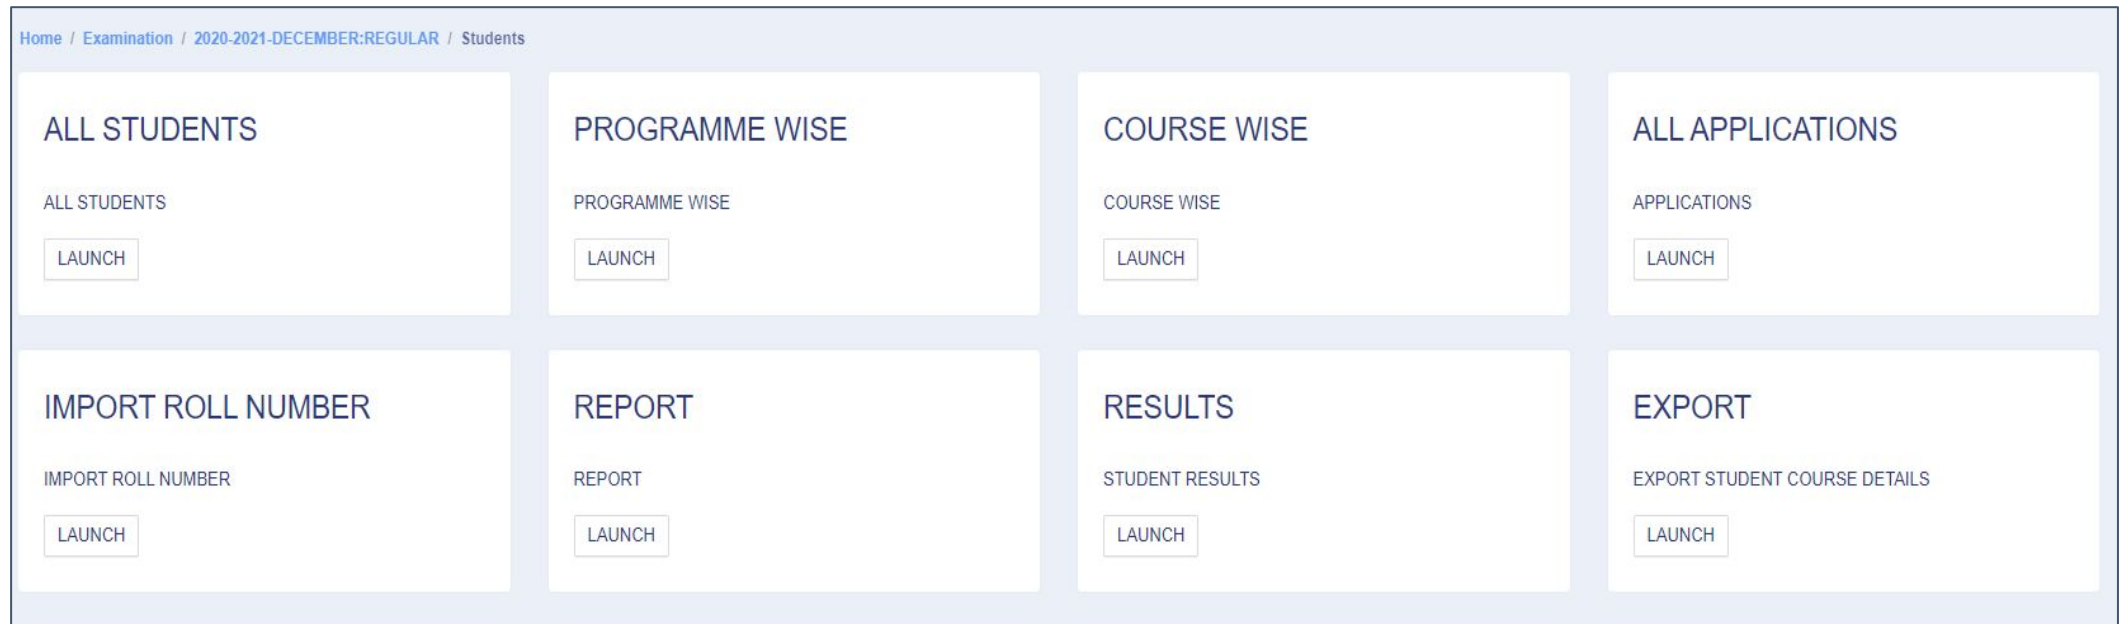 Home / Examination / 2020-2021-DECEMBER:REGULAR / Students
ALL STUDENTS
ALL STUDENTS
LAUNCH
PROGRAMME WISE
PROGRAMME WISE
LAUNCH
COURSE WISE
COURSE WISE
LAUNCH
ALL APPLICATIONS
APPLICATIONS
LAUNCH
IMPORT ROLL NUMBER
IMPORT ROLL NUMBER
LAUNCH
REPORT
REPORT
LAUNCH
RESULTS
STUDENT RESULTS
LAUNCH
EXPORT
EXPORT STUDENT COURSE DETAILS
LAUNCH